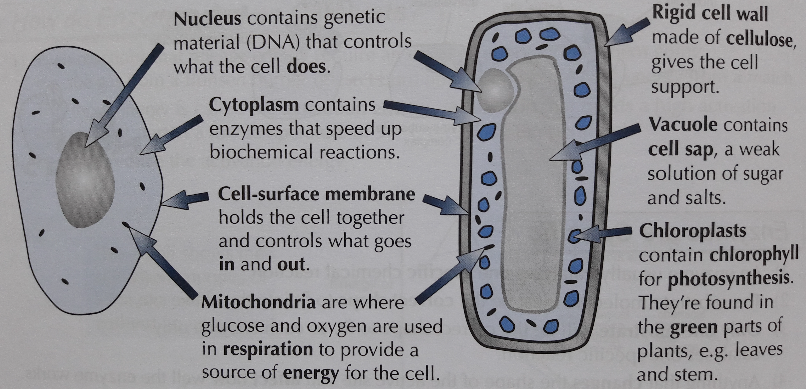 Nucleus contains genetic
material (DNA) that controls
what the cell does.
Cytoplasm contains
enzymes that speed up
biochemical reactions.
Cell-surface membrane
holds the cell together
and controls what goes
in and out.
Mitochondria are where
glucose and oxygen are used
in respiration to provide a
source of energy for the cell.
Rigid cell wall
made of cellulose,
gives the cell
support.
Vacuole contains
cell sap, a weak
solution of sugar
and salts.
Chloroplasts
contain chlorophyll
for photosynthesis.
They're found in
the green parts of
plants, e.g. leaves
and stem.